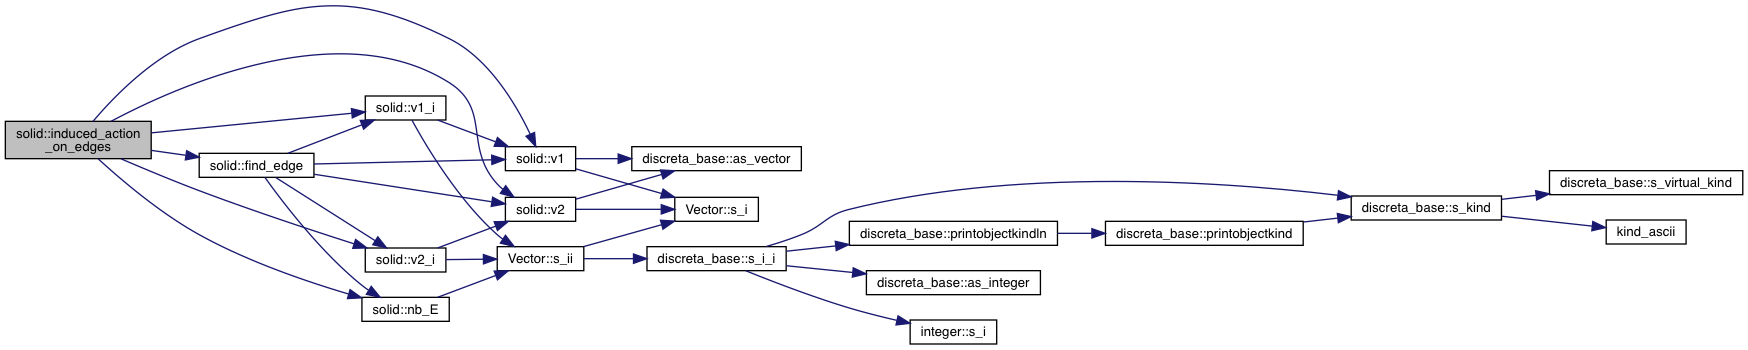 solid::induced_action
_on_edges
solid::find_edge
solid::v1_i
solid::v2_i
solid::nb_E
solid::v1
solid::v2
Vector::s_ii
discreta_base::as_vector
Vector::s_i
discreta_base::s_i_i
discreta_base::printobjectkindln
discreta_base::as_integer
integer::s_i
discreta_base::printobjectkind
discreta_base::s_kind
discreta_base::s_virtual_kind
kind_ascii